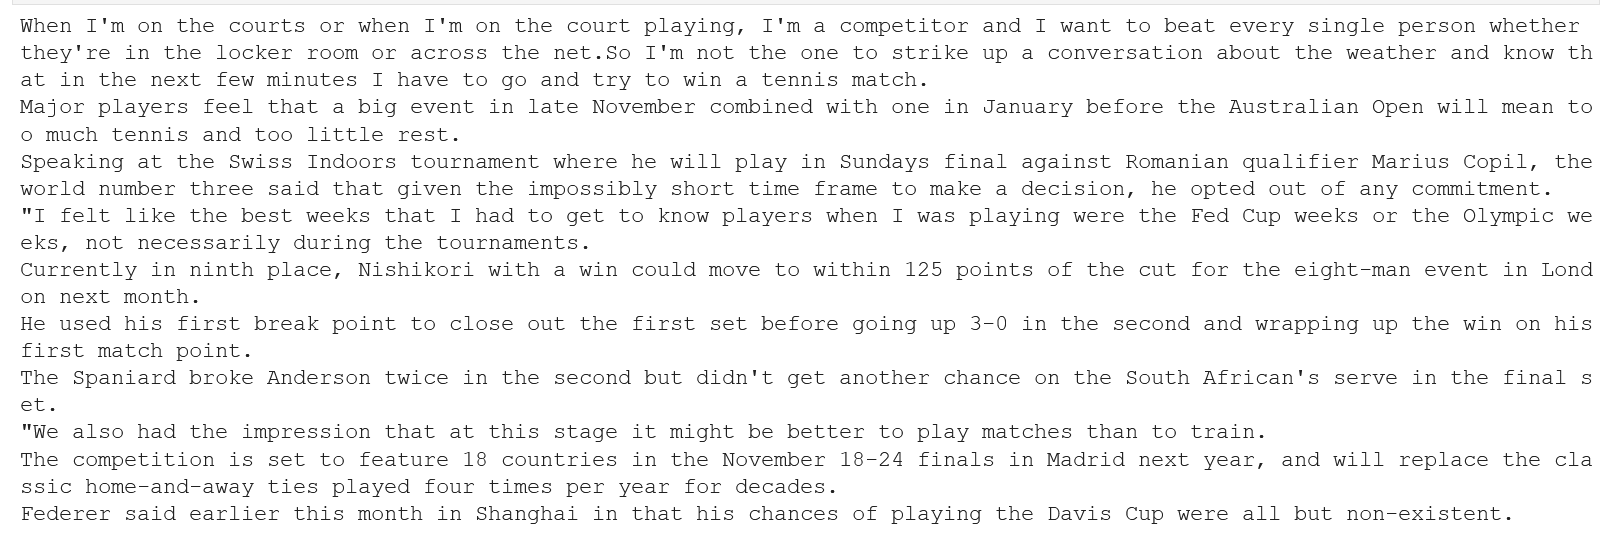 When I'm on the courts or when I'm on the court playing, I'm a competitor and I want to beat every single person whether
they're in the locker room or across the net.So I'm not the one to strike up a conversation about the weather and know th
at in the next few minutes I have to go and try to win a tennis match.
Major players feel that a big event in late November combined with one in January before the Australian Open will mean to
o much tennis and too little rest.
Speaking at the Swiss Indoors tournament where he will play in Sundays final against Romanian qualifier Marius Copil, the
world number three said that given the impossibly short time frame to make a decision, he opted out of any commitment.
"I felt like the best weeks that I had to get to know players when I was playing were the Fed Cup weeks or the Olympic we
eks, not necessarily during the tournaments.
Currently in ninth place, Nishikori with a win could move to within 125 points of the cut for the eight-man event in Lond
on next month.
He used his first break point to close out the first set before going up 3-0 in the second and wrapping up the win on his
first match point.
The Spaniard broke Anderson twice in the second but didn't get another chance on the South African's serve in the final s
et.
"We also had the impression that at this stage it might be better to play matches than to train.
The competition is set to feature 18 countries in the November 18-24 finals in Madrid next year, and will replace the cla
ssic home-and-away ties played four times per year for decades.
Federer said earlier this month in Shanghai in that his chances of playing the Davis Cup were all but non-existent.